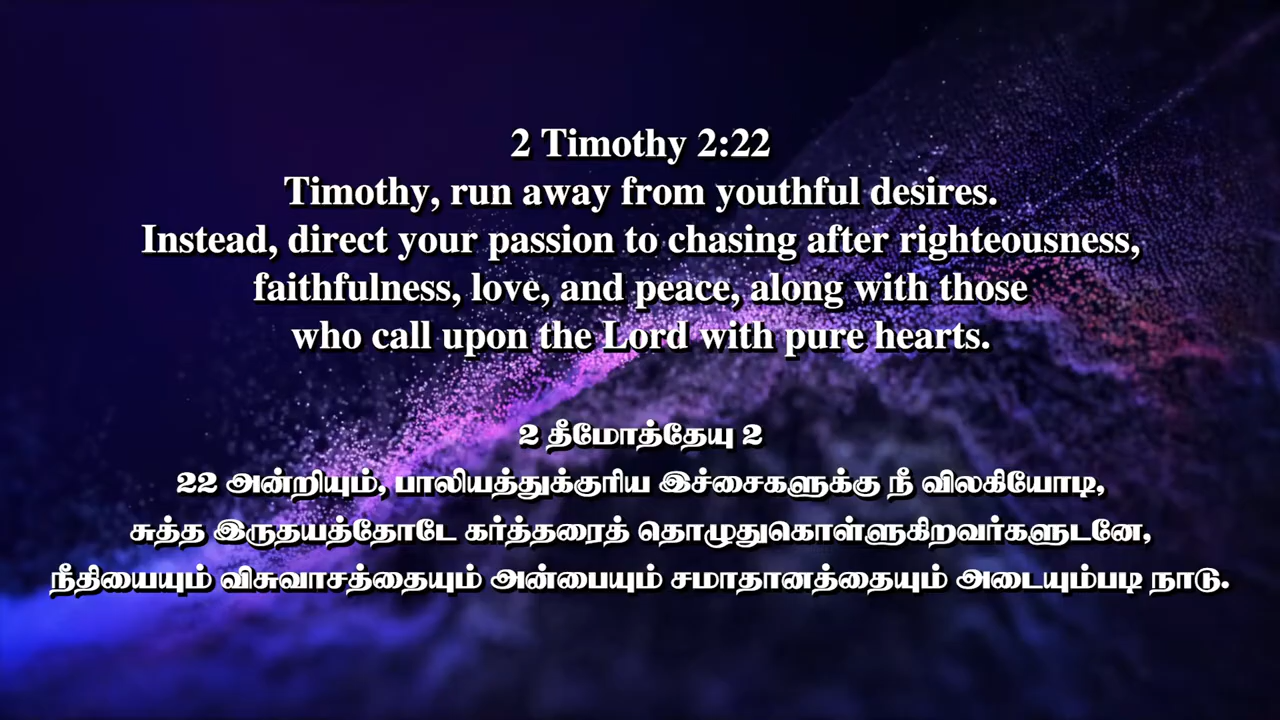 2 Timothy 2:22
Timothy, run away from youthful desires.
Instead, direct your passion to chasing after righteousness,
faithfulness, love, and peace, along with those
who call upon the Lord with pure hearts.
2 தீமோத்தேயு 2
22 அன்றியும், பாலியத்துக்குரிய இச்சைகளுக்கு நீ விலகியோடி,
சுத்த இருதயத்தோடே கர்த்தரைத் தொழுதுகொள்ளுகிறவர்களுடனே,
நீதியையும் விசுவாசத்தையும் அன்பையும் சமாதானத்தையும் அடையும்படி நாடு.